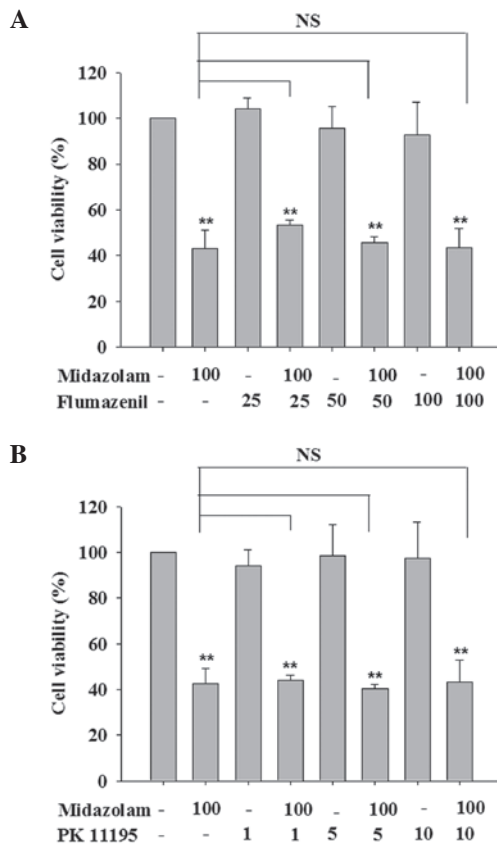 A
NS
120
100
80
60
40
20
0
Cell viability (%)
** ** ** **
Midazolam - 100 - 100 - 100 - 100
Flumazenil - - 25 25 50 50 100 100
B
NS
120
100
80
60
40
20
0
Cell viability (%)
** ** ** **
Midazolam - 100 - 100 - 100 - 100
PK 11195 - - 1 1 5 5 10 10